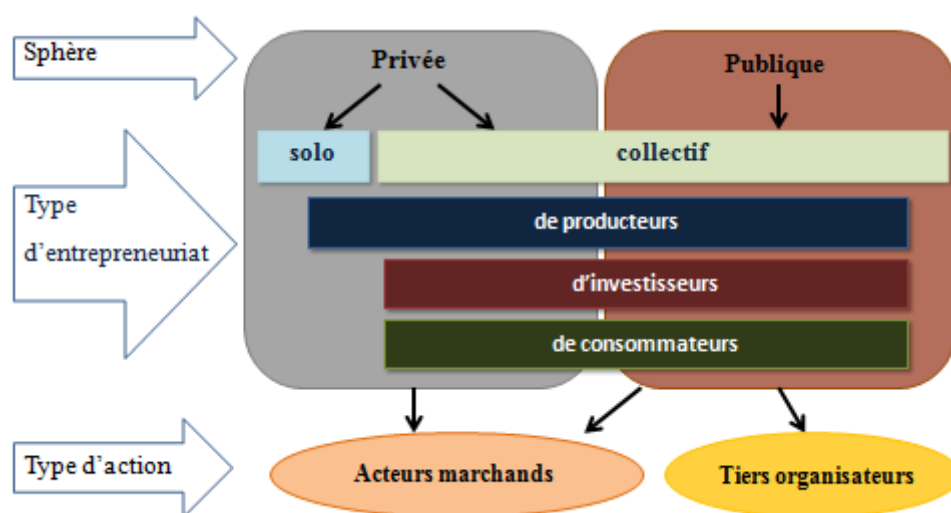 Sphère
Privée
Publique
solo
collectif
Type
d'entrepreneuriat
de producteurs
d'investisseurs
de consommateurs
Type d'action
Acteurs marchands
Tiers organisateurs